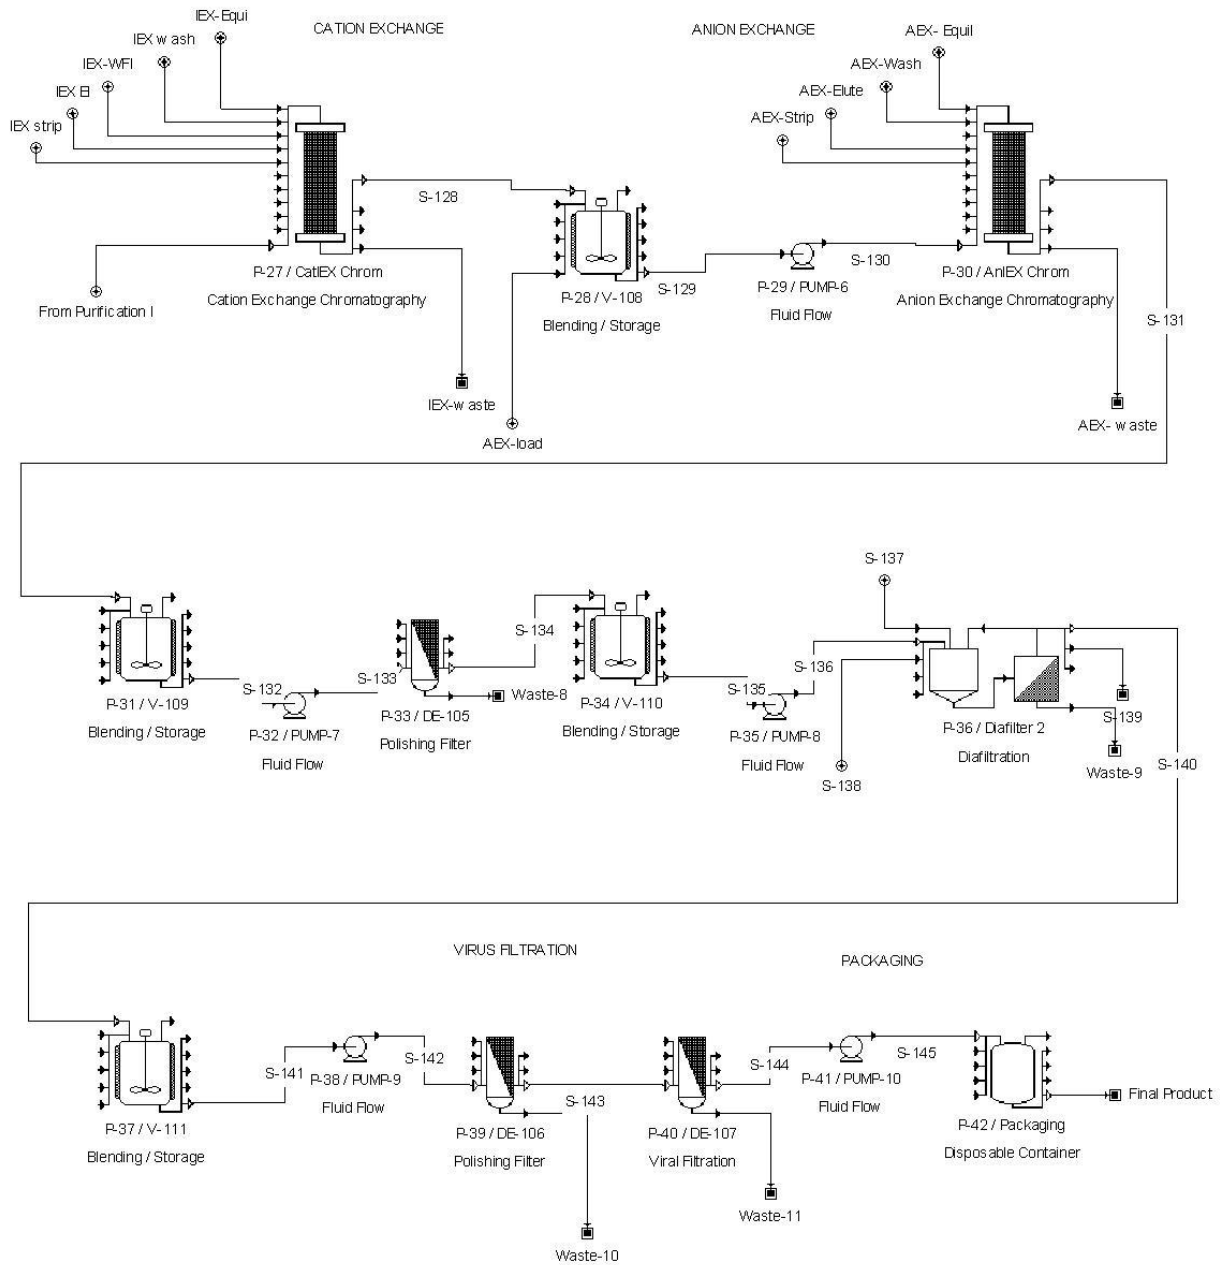 IEX-Equi
CATION EXCHANGE
ANION EXCHANGE
AEX- Equil
IEX w ash
IEX-WFI
AEX-Wash
IEX El
AEX-Elute
IEX strip
AEX-Strip
S-128
P-27 / CatIEX Chrom
Cation Exchange Chromatography
From Purification I
P-28 / V-108
Blending / Storage
S-129
P-29 / PUMP-6
Fluid Flow
S-130
P-30 / AnIEX Chrom
Anion Exchange Chromatography
S-131
IEX-w aste
AEX-load
AEX- w aste
S-137
S-134
S-136
S-133
S-132
Waste-8
S-135
P-31 / V-109
Blending / Storage
P-32 / PUMP-7
Fluid Flow
P-33 / DE-105
Polishing Filter
P-34 / V-110
Blending / Storage
P-35 / PUMP-8
Fluid Flow
S-138
P-36 / Diafilter 2
Diafiltration
S-139
Waste-9
S-140
VIRUS FILTRATION
PACKAGING
S-141
S-142
S-143
S-144
S-145
P-37 / V-111
Blending / Storage
P-38 / PUMP-9
Fluid Flow
P-39 / DE-106
Polishing Filter
P-40 / DE-107
Viral Filtration
P-41 / PUMP-10
Fluid Flow
P-42 / Packaging
Disposable Container
Final Product
Waste-11
Waste-10